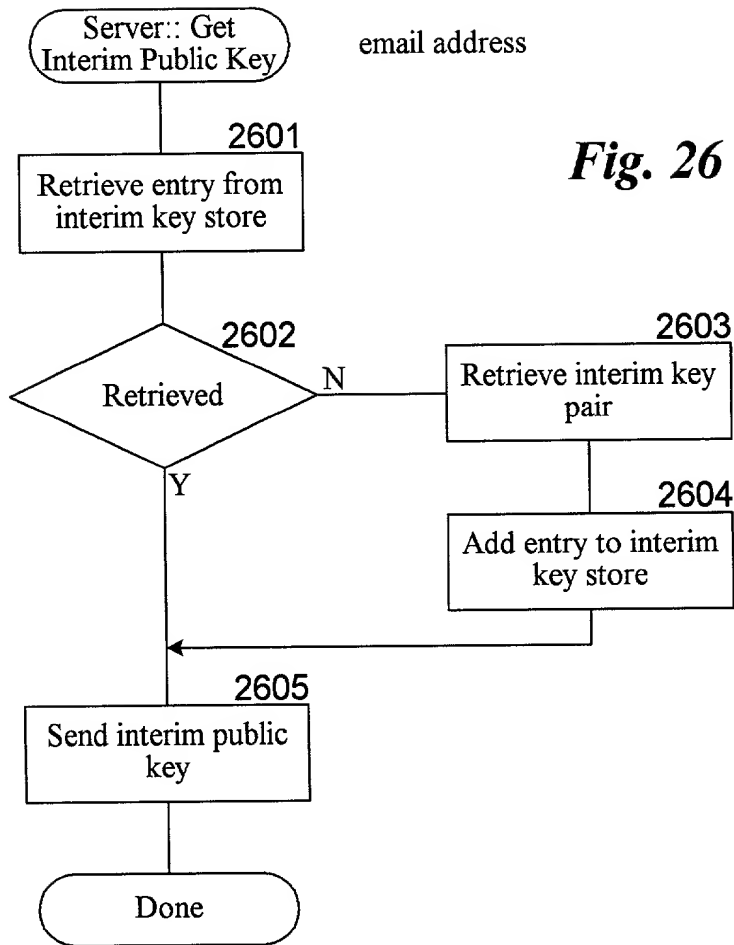 Server:: Get
Interim Public Key
email address
Fig. 26
2601
Retrieve entry from
interim key store
2602
Retrieved
N
Y
2603
Retrieve interim key
pair
2604
Add entry to interim
key store
2605
Send interim public
key
Done